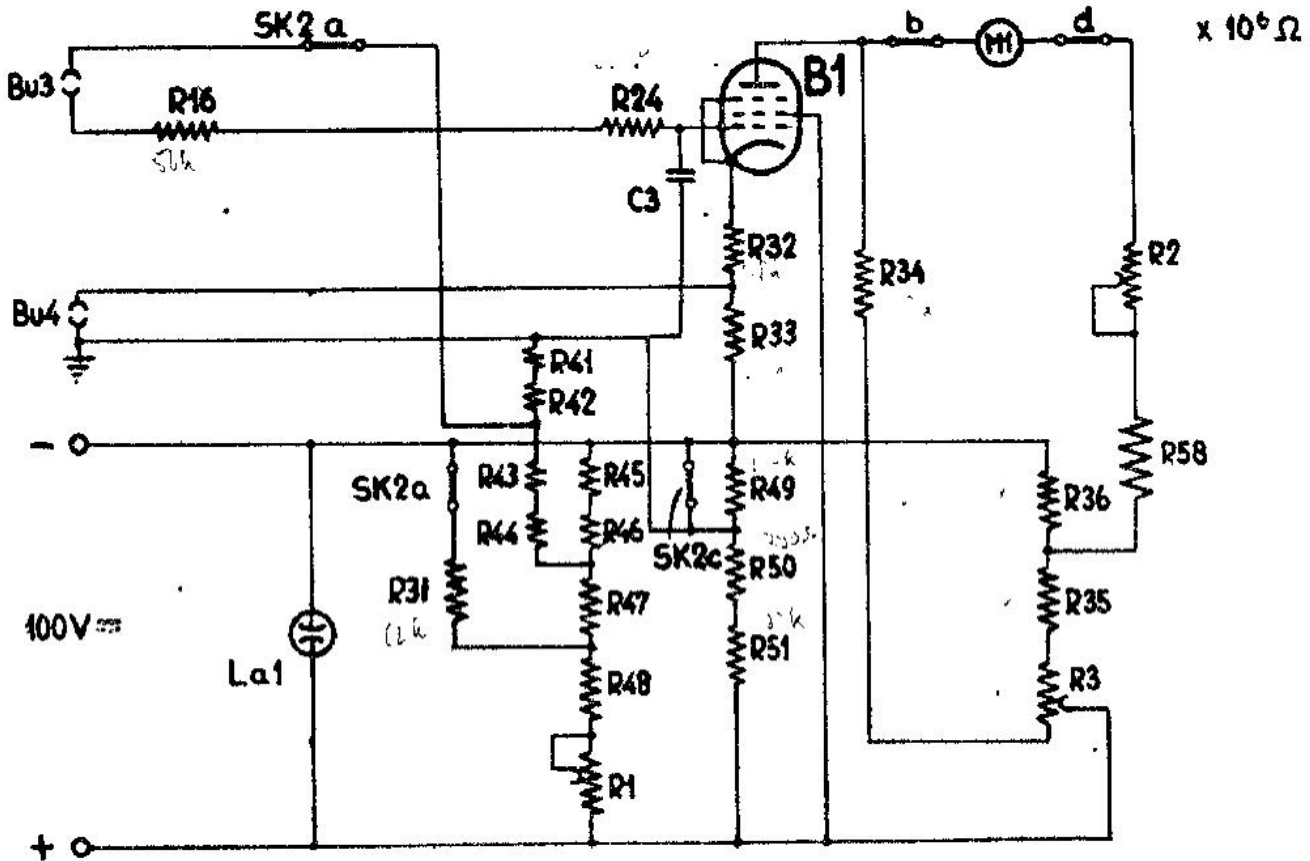 SK2 a
b
d
x 10⁶ Ω
Bu3
R16
R24
B1
C3
R32
R34
R2
Bu4
R33
R41
R42
-
R58
SK2a
R43
R45
R49
R36
R44
R46
SK2c
R50
R31
R47
R35
100V
La1
R51
R48
R3
R1
+